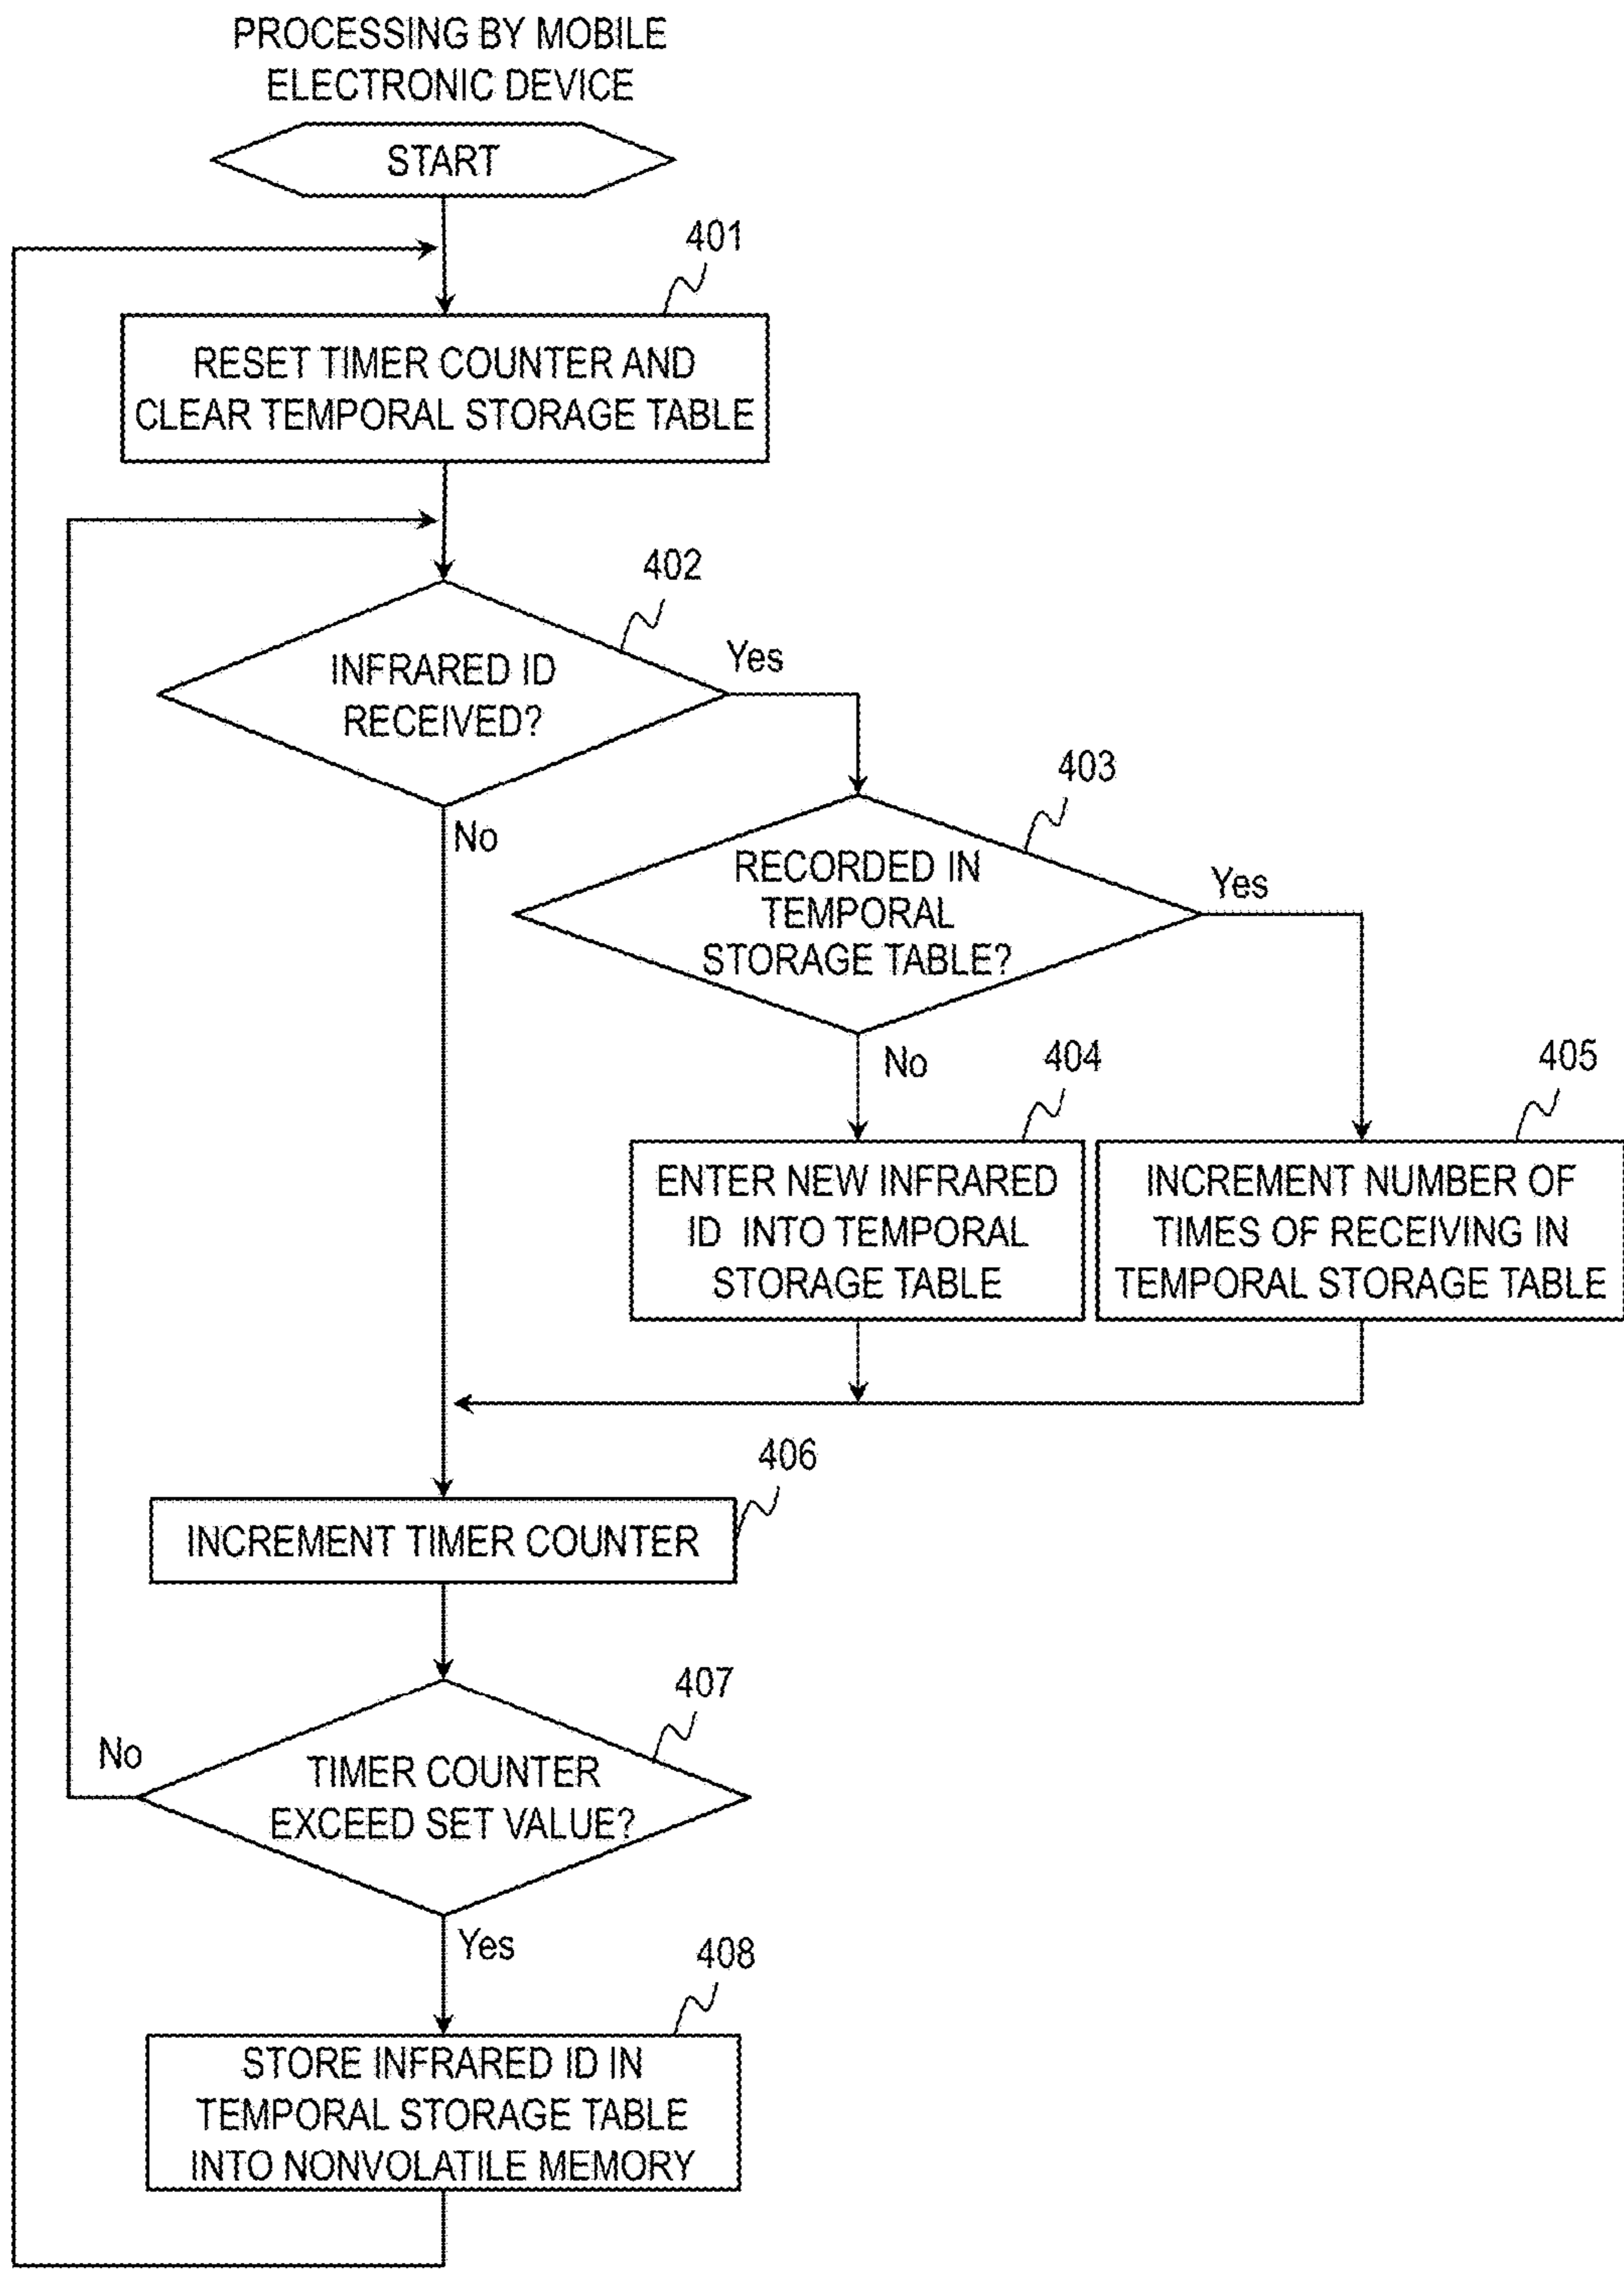 PROCESSING BY MOBILE
ELECTRONIC DEVICE
START
401
RESET TIMER COUNTER AND
CLEAR TEMPORAL STORAGE TABLE
402
INFRARED ID
RECEIVED?
Yes
No
403
RECORDED IN
TEMPORAL
STORAGE TABLE?
Yes
No
404
ENTER NEW INFRARED
ID INTO TEMPORAL
STORAGE TABLE
405
INCREMENT NUMBER OF
TIMES OF RECEIVING IN
TEMPORAL STORAGE TABLE
406
INCREMENT TIMER COUNTER
407
TIMER COUNTER
EXCEED SET VALUE?
No
Yes
408
STORE INFRARED ID IN
TEMPORAL STORAGE TABLE
INTO NONVOLATILE MEMORY